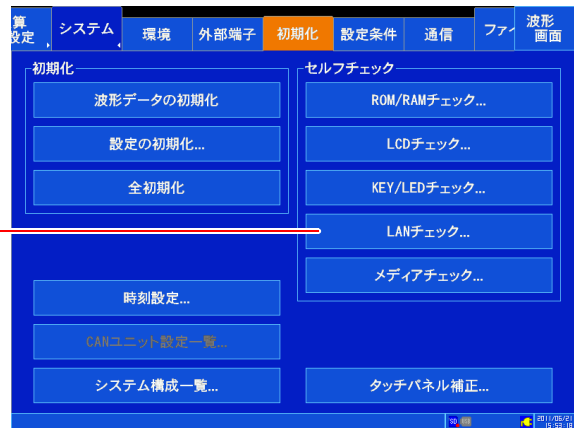 算
設定
システム
環境
外部端子
初期化
設定条件
通信
ファイ
波形
画面
初期化
波形データの初期化
設定の初期化...
全初期化
時刻設定...
CANユニット設定一覧...
システム構成一覧...
セルフチェック
ROM/RAMチェック...
LCDチェック...
KEY/LEDチェック...
LANチェック...
メディアチェック...
タッチパネル補正...
SD
2011/06/21
15:53:18